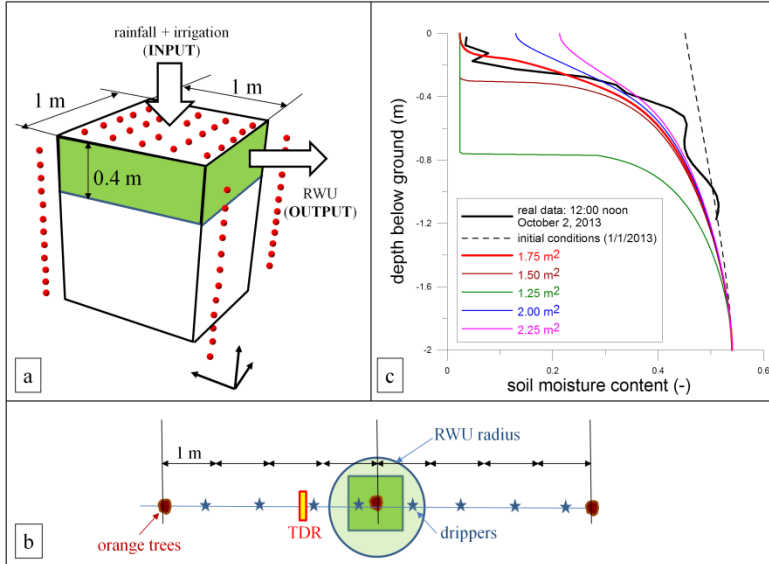 rainfall + irrigation
(INPUT)
1 m
1 m
0.4 m
RWU
(OUTPUT)
a
0
-0.4
-0.8
-1.2
-1.6
-2
depth below ground (m)
real data: 12:00 noon
October 2, 2013
initial conditions (1/1/2013)
1.75 m2
1.50 m2
1.25 m2
2.00 m2
2.25 m2
0
0.2
0.4
0.6
soil moisture content (-)
c
RWU radius
1 m
TDR
drippers
orange trees
b